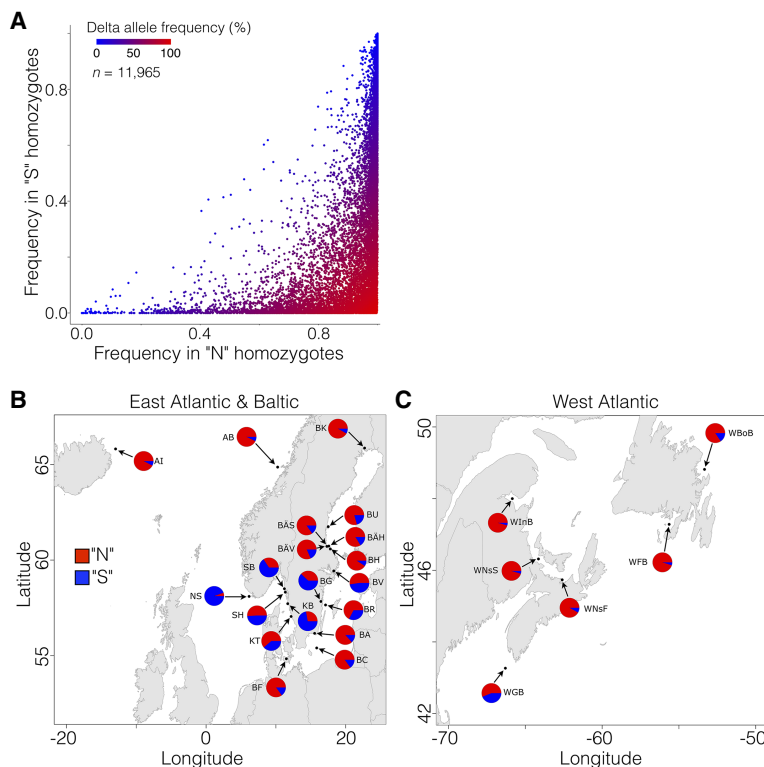 A
Delta allele frequency (%)
0 50 100
n = 11,965
0.8
0.4
0.0
Frequency in "S" homozygotes
0.0 0.4 0.8
Frequency in "N" homozygotes
B East Atlantic & Baltic
BK
AB
AI
BU
BÄS
BÄH
BÄV
BH
SB
BG
BV
NS
KB
SH
BR
KT
BA
BC
BF
"N"
"S"
65
60
55
Latitude
-20 0 20
Longitude
C West Atlantic
WBoB
WInB
WNsS
WFB
WNsF
WGB
50
46
42
Latitude
-70 -60 -50
Longitude